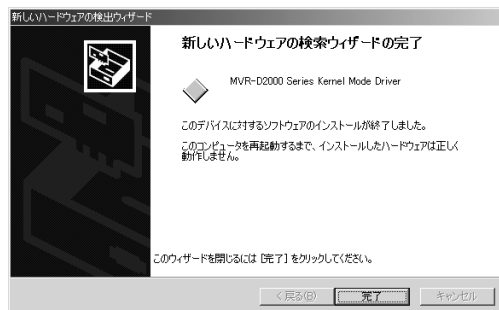 新しいハードウェアの検出ウィザード
新しいハードウェアの検索ウィザードの完了
MVR-D2000 Series Kernel Mode Driver
このデバイスに対するソフトウェアのインストールが終了しました。
このコンピュータを再起動するまで、インストールしたハードウェアは正しく
動作しません。
このウィザードを閉じるには [完了] をクリックしてください。
< 戻る(B)
完了
キャンセル